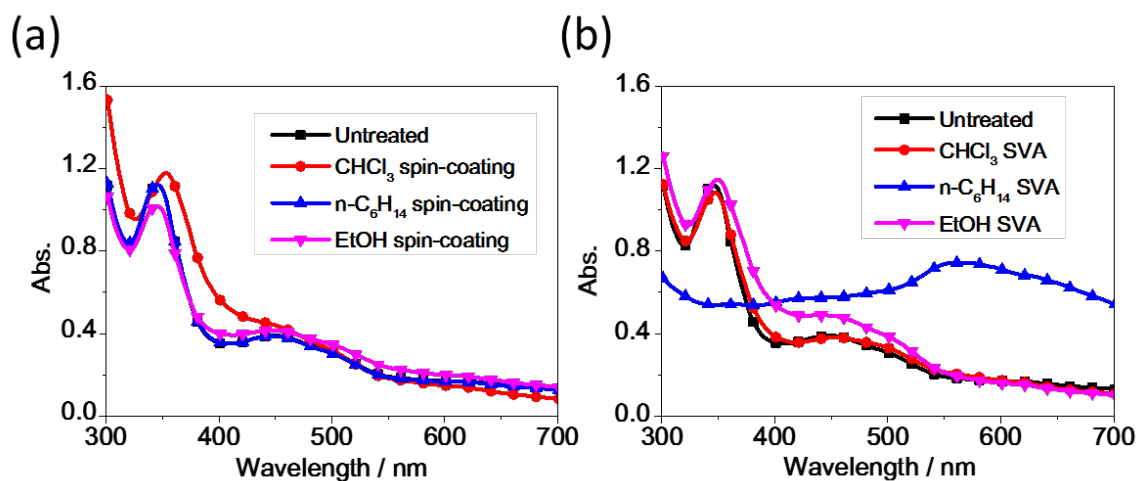 (a)
1.6
1.2
0.8
0.4
0.0
Abs.
Untreated
CHCl₃ spin-coating
n-C₆H₁₄ spin-coating
EtOH spin-coating
300 400 500 600 700
Wavelength / nm
(b)
1.6
1.2
0.8
0.4
0.0
Abs.
Untreated
CHCl₃ SVA
n-C₆H₁₄ SVA
EtOH SVA
300 400 500 600 700
Wavelength / nm